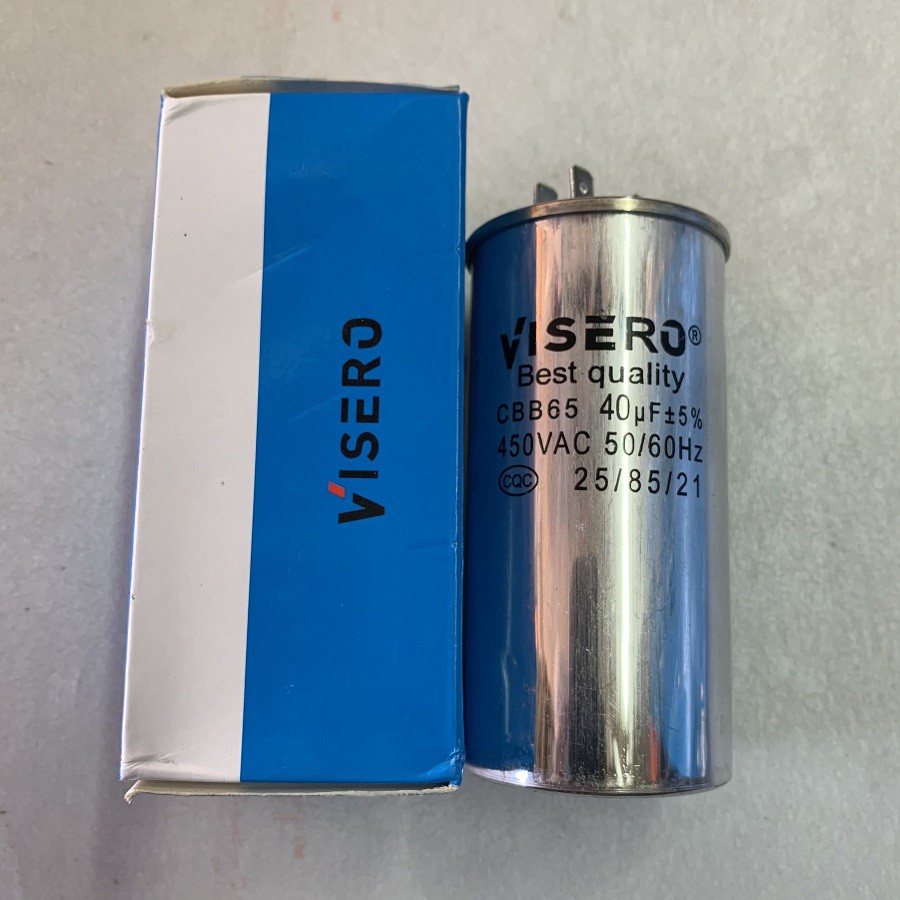 VISERO
VISERO®
Best quality
CBB65 40μF±5%
450VAC 50/60Hz
CQC 25/85/21